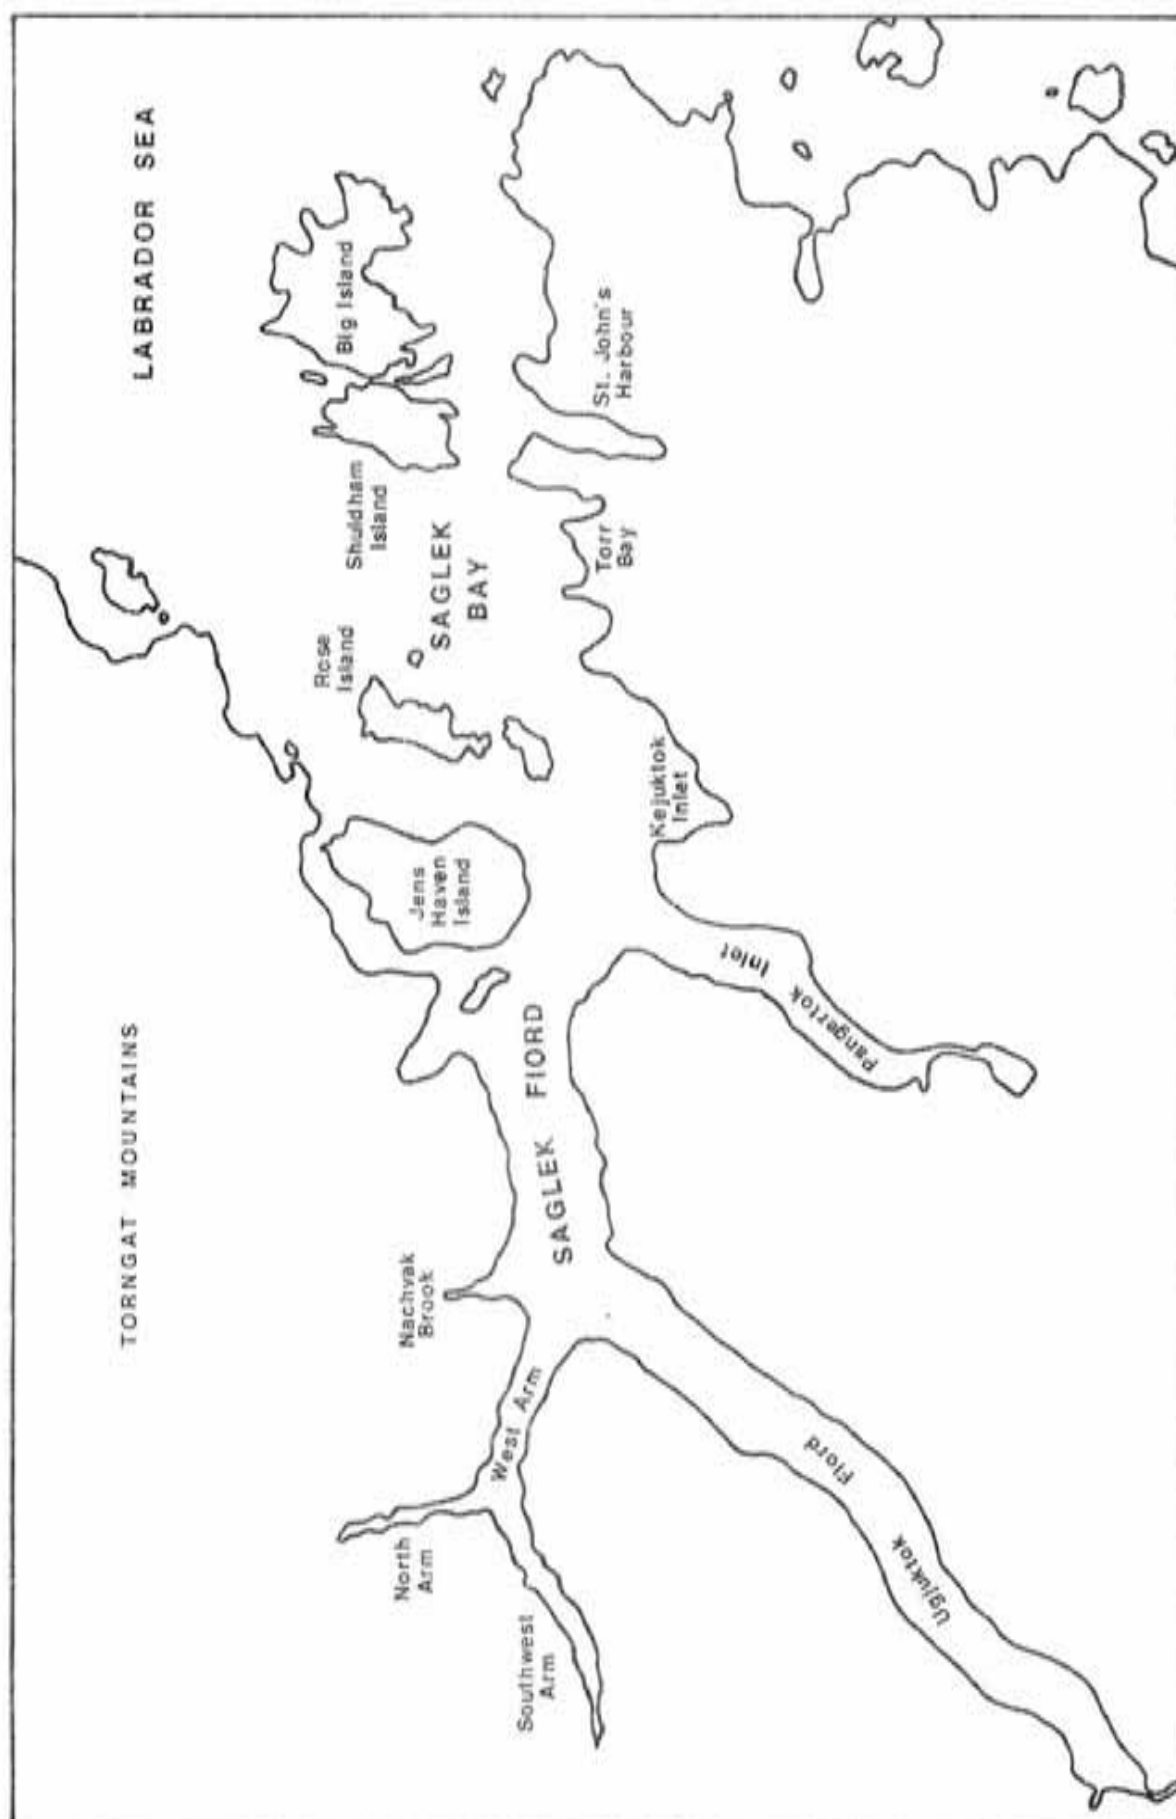 LABRADOR SEA
TORNGAT MOUNTAINS
Big Island
Shuldham
Island
Rose
Island
SAGLEK
BAY
St. John's
Harbour
Torr
Bay
Jens
Haven
Island
Kejuktok
Inlet
Pangertok Inlet
SAGLEK FIORD
Nachvak
Brook
West Arm
North
Arm
Southwest
Arm
Ugjuktok Fiord